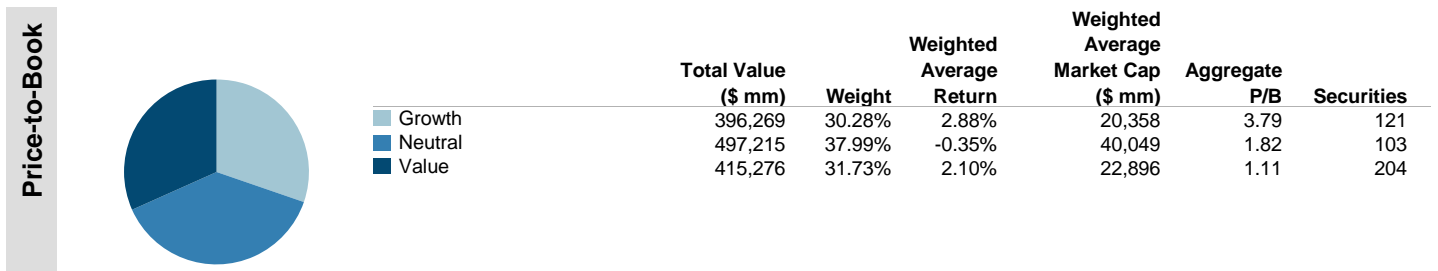 Price-to-Book
Weighted
Weighted Average
Total Value Average Market Cap Aggregate
($ mm) Weight Return ($ mm) P/B Securities
Growth 396,269 30.28% 2.88% 20,358 3.79 121
Neutral 497,215 37.99% -0.35% 40,049 1.82 103
Value 415,276 31.73% 2.10% 22,896 1.11 204